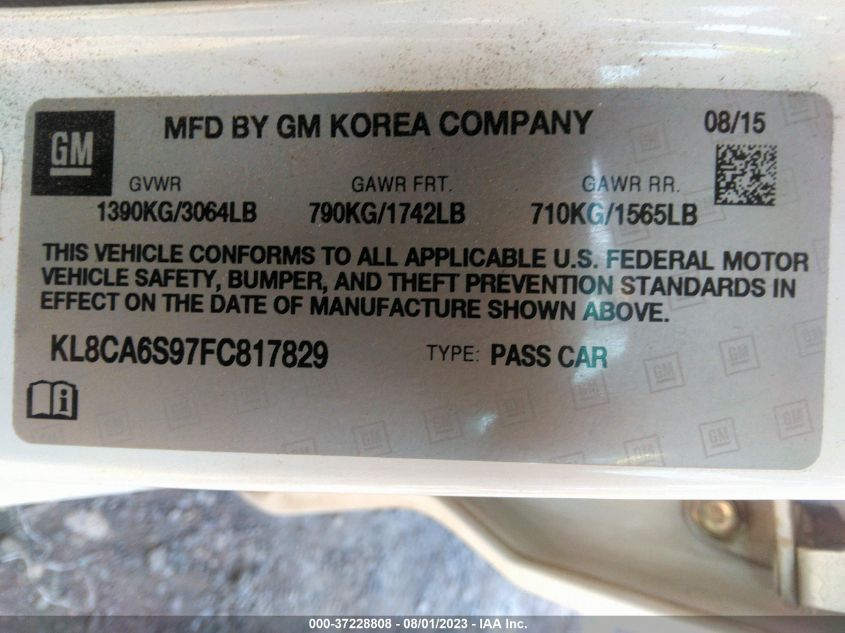 GM
MFD BY GM KOREA COMPANY 08/15
GVWR GAWR FRT. GAWR RR.
1390KG/3064LB 790KG/1742LB 710KG/1565LB
THIS VEHICLE CONFORMS TO ALL APPLICABLE U.S. FEDERAL MOTOR
VEHICLE SAFETY, BUMPER, AND THEFT PREVENTION STANDARDS IN
EFFECT ON THE DATE OF MANUFACTURE SHOWN ABOVE.
KL8CA6S97FC817829 TYPE: PASS CAR
000-37228808 - 08/01/2023 - IAA Inc.